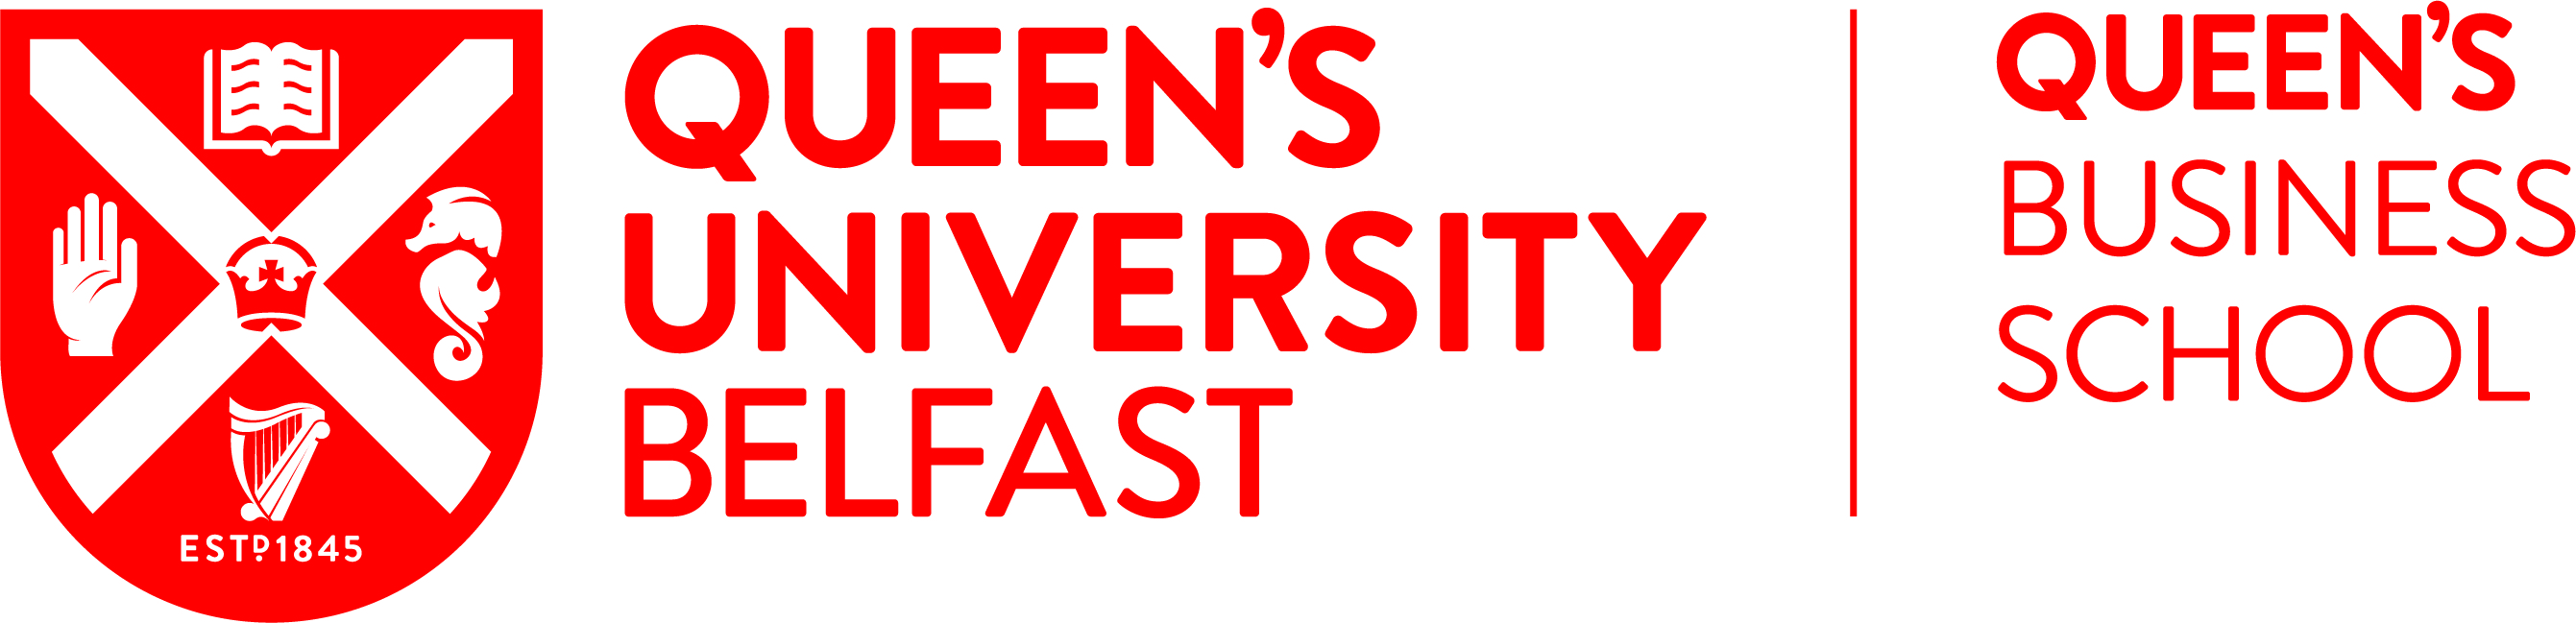 ESTD 1845
QUEEN'S
UNIVERSITY
BELFAST
QUEEN'S
BUSINESS
SCHOOL